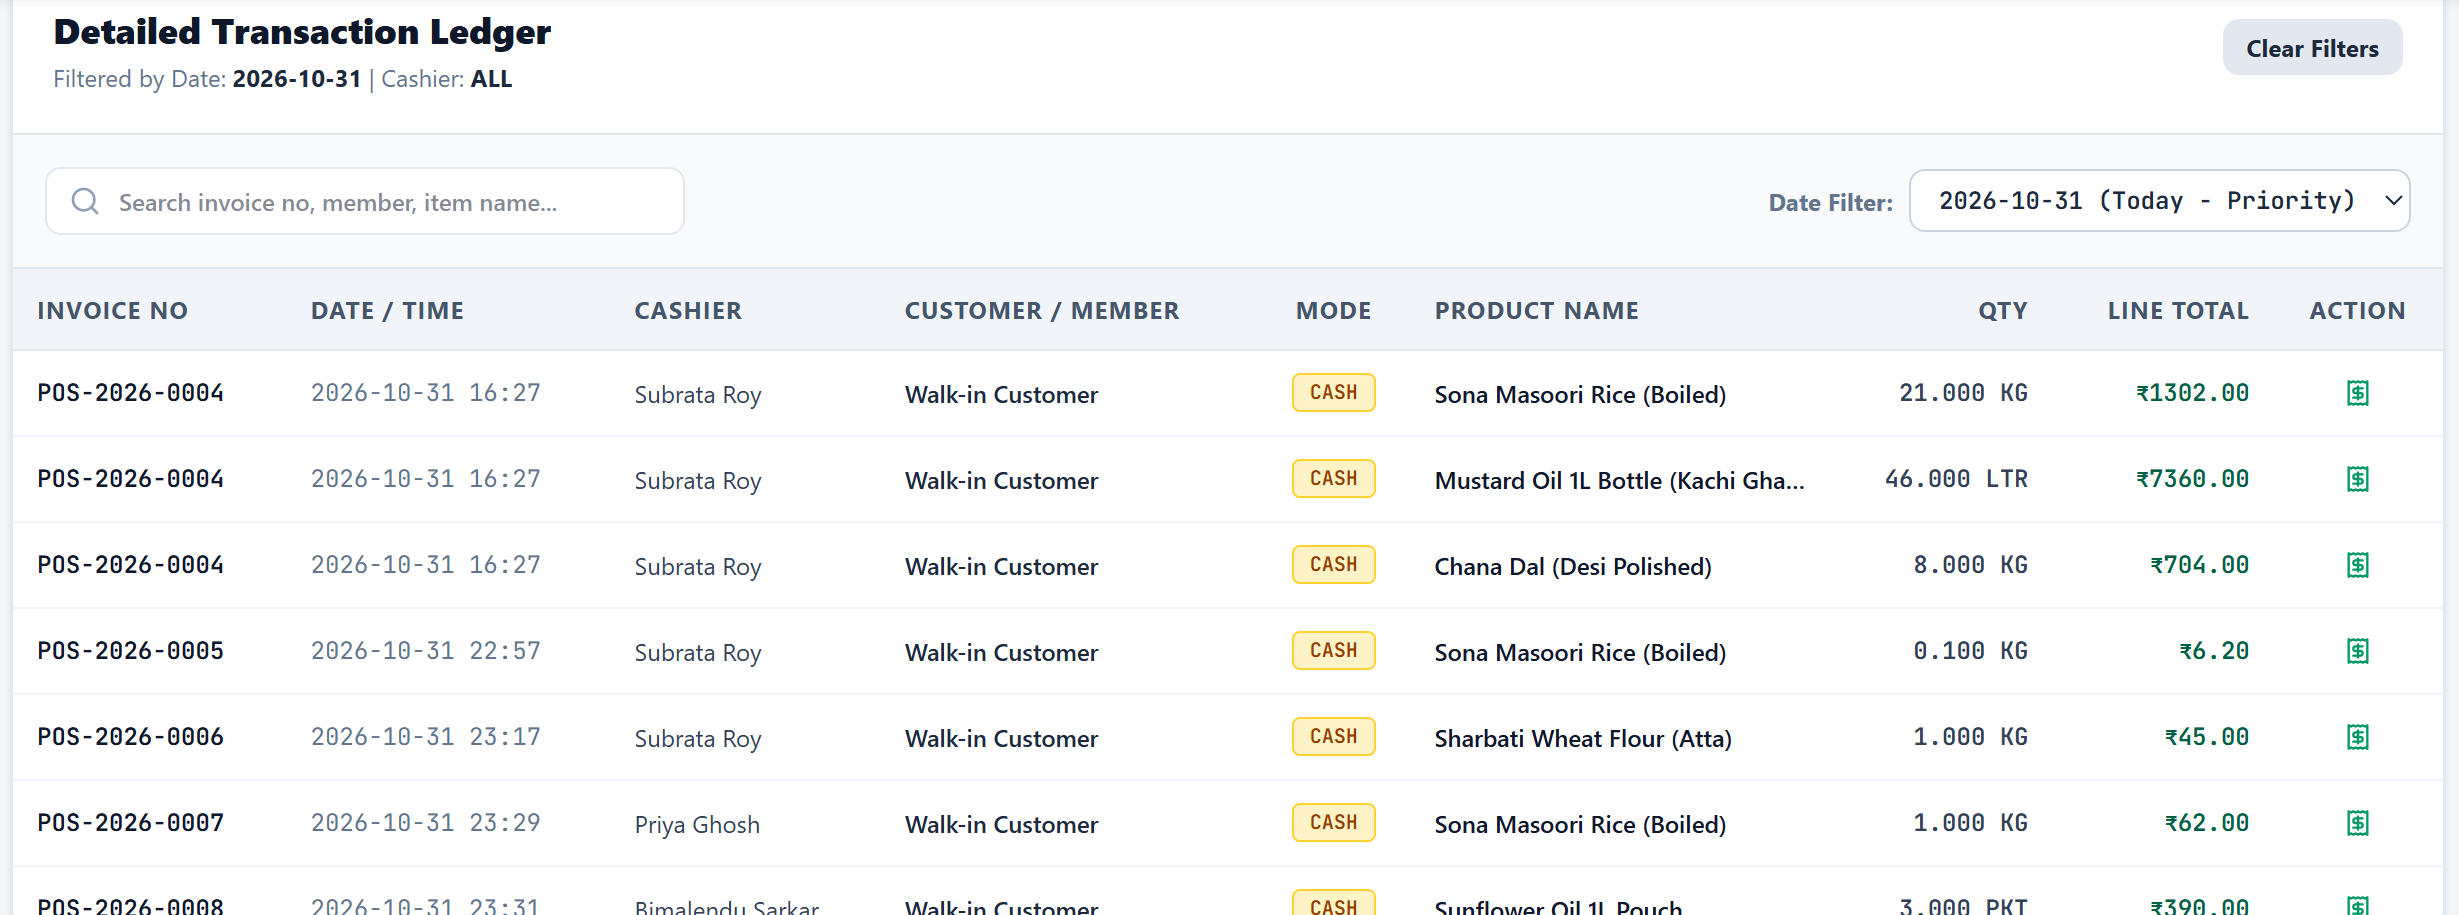 Detailed Transaction Ledger
Clear Filters
Filtered by Date: 2026-10-31 | Cashier: ALL
Search invoice no, member, item name...
Date Filter: 2026-10-31 (Today - Priority)
INVOICE NO DATE / TIME CASHIER CUSTOMER / MEMBER MODE PRODUCT NAME QTY LINE TOTAL ACTION
POS-2026-0004 2026-10-31 16:27 Subrata Roy Walk-in Customer CASH Sona Masoori Rice (Boiled) 21.000 KG ₹1302.00
POS-2026-0004 2026-10-31 16:27 Subrata Roy Walk-in Customer CASH Mustard Oil 1L Bottle (Kachi Gha... 46.000 LTR ₹7360.00
POS-2026-0004 2026-10-31 16:27 Subrata Roy Walk-in Customer CASH Chana Dal (Desi Polished) 8.000 KG ₹704.00
POS-2026-0005 2026-10-31 22:57 Subrata Roy Walk-in Customer CASH Sona Masoori Rice (Boiled) 0.100 KG ₹6.20
POS-2026-0006 2026-10-31 23:17 Subrata Roy Walk-in Customer CASH Sharbati Wheat Flour (Atta) 1.000 KG ₹45.00
POS-2026-0007 2026-10-31 23:29 Priya Ghosh Walk-in Customer CASH Sona Masoori Rice (Boiled) 1.000 KG ₹62.00
POS-2026-0008 2026-10-31 23:31 Bimalendu Sarkar Walk-in Customer CASH Sunflower Oil 1L Pouch 3.000 PKT ₹390.00